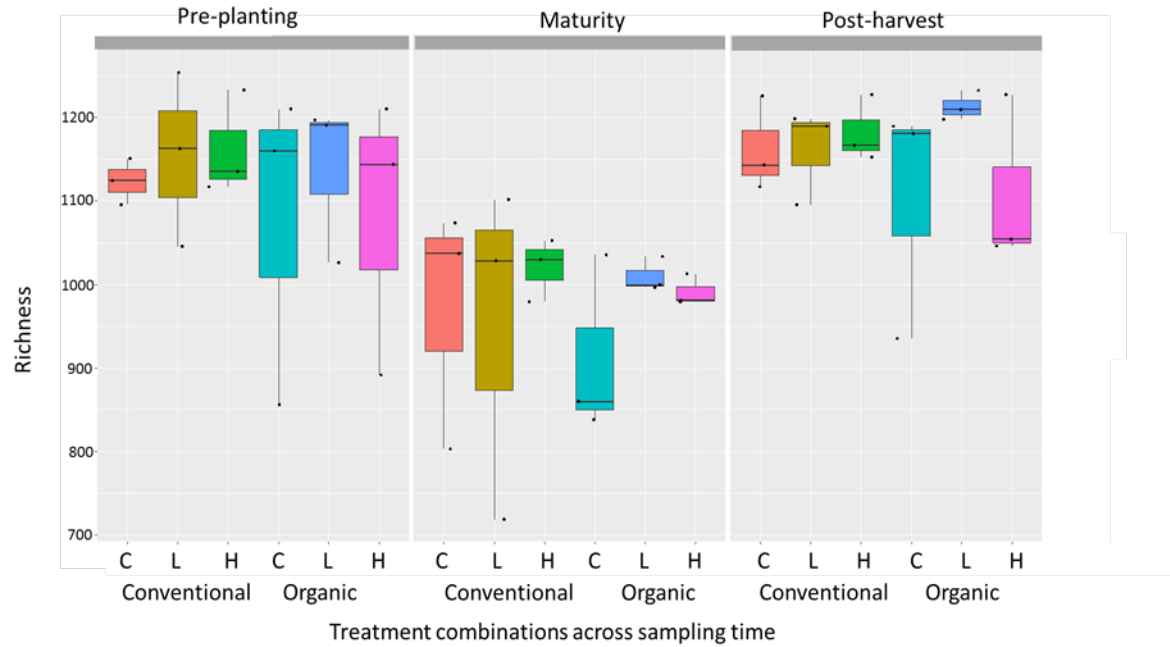 Pre-planting Maturity Post-harvest
Richness
1200
1100
1000
900
800
700
C L H C L H C L H C L H C L H C L H
Conventional Organic Conventional Organic Conventional Organic
Treatment combinations across sampling time